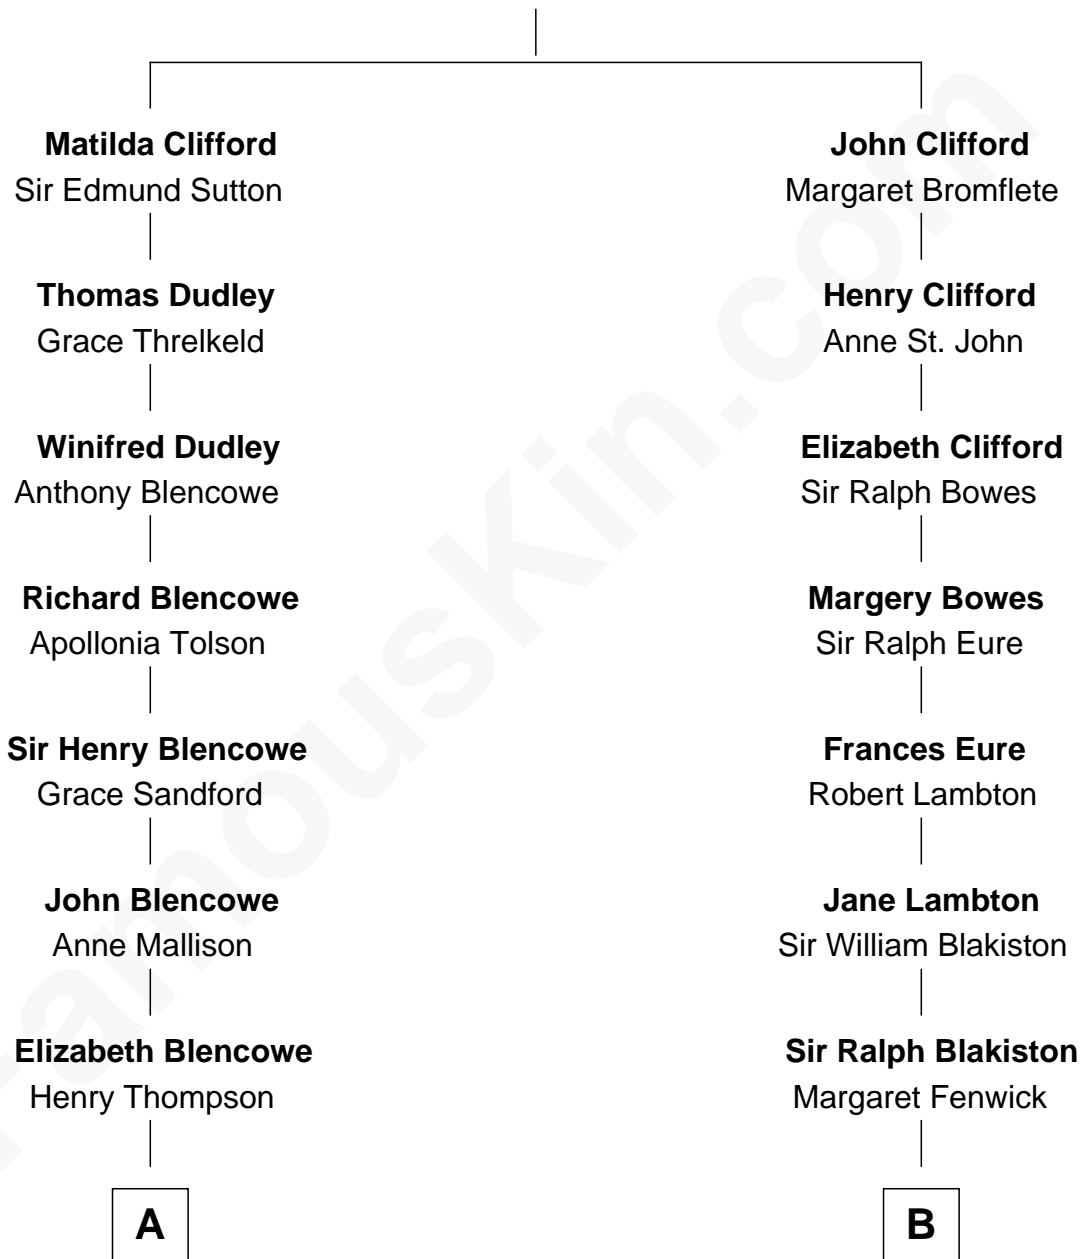 Matilda Clifford
Sir Edmund Sutton
Thomas Dudley
Grace Threlkeld
Winifred Dudley
Anthony Blencowe
Richard Blencowe
Apollonia Tolson
Sir Henry Blencowe
Grace Sandford
John Blencowe
Anne Mallison
Elizabeth Blencowe
Henry Thompson
A
John Clifford
Margaret Bromflete
Henry Clifford
Anne St. John
Elizabeth Clifford
Sir Ralph Bowes
Margery Bowes
Sir Ralph Eure
Frances Eure
Robert Lambton
Jane Lambton
Sir William Blakiston
Sir Ralph Blakiston
Margaret Fenwick
B
FamousKin.com